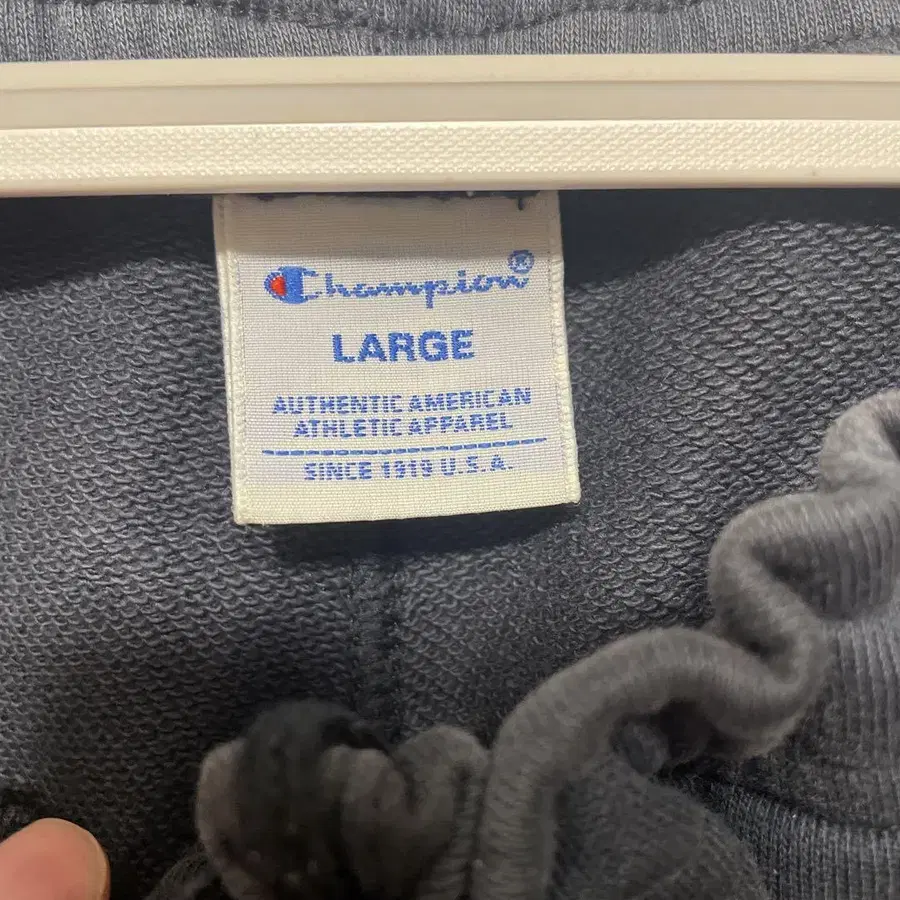 Champion®
LARGE
AUTHENTIC AMERICAN
ATHLETIC APPAREL
SINCE 1919 U.S.A.